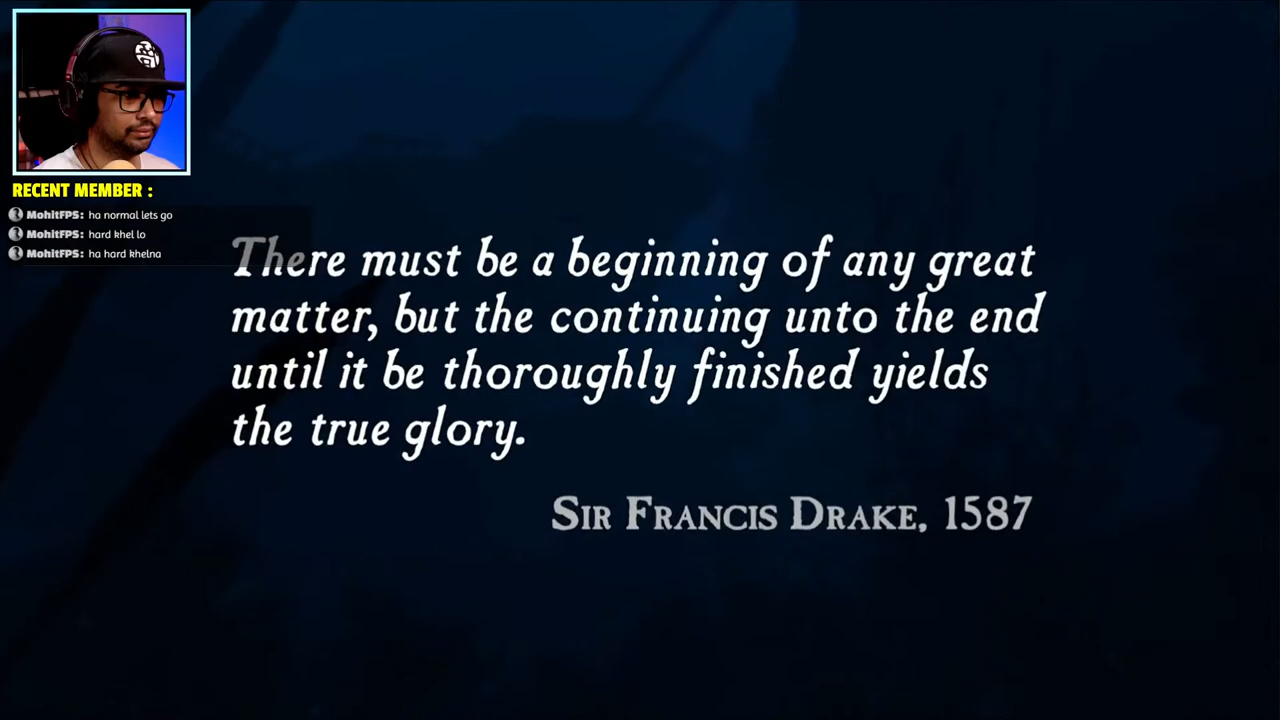 RECENT MEMBER :
MohitFPS: ha normal lets go
MohitFPS: hard khel lo
MohitFPS: ha hard khelna
There must be a beginning of any great
matter, but the continuing unto the end
until it be thoroughly finished yields
the true glory.
SIR FRANCIS DRAKE, 1587